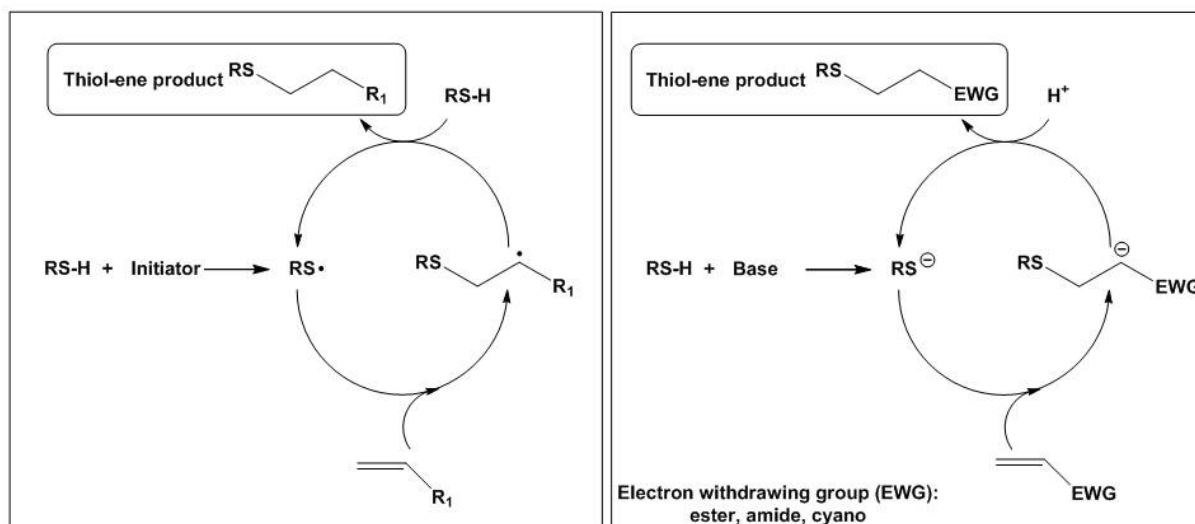 Thiol-ene product
RS
R1
RS-H
RS-H + Initiator
RS•
RS
•
R1
R1
Thiol-ene product
RS
EWG
H+
RS-H + Base
RS⊖
RS
⊖
EWG
EWG
Electron withdrawing group (EWG):
ester, amide, cyano